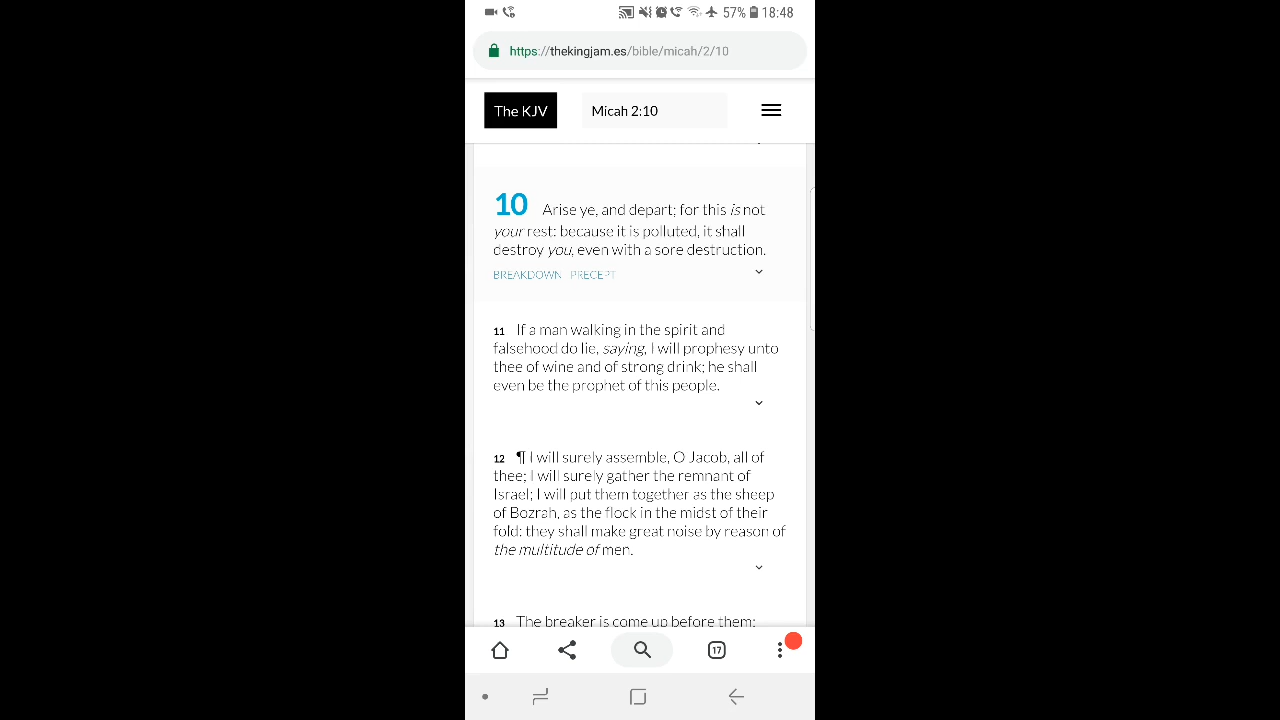 57% 18:48
https://thekingjam.es/bible/micah/2/10
The KJV Micah 2:10
10 Arise ye, and depart; for this is not
your rest: because it is polluted, it shall
destroy you, even with a sore destruction.
BREAKDOWN PRECEPT
11 If a man walking in the spirit and
falsehood do lie, saying, I will prophesy unto
thee of wine and of strong drink; he shall
even be the prophet of this people.
12 ¶ I will surely assemble, O Jacob, all of
thee; I will surely gather the remnant of
Israel; I will put them together as the sheep
of Bozrah, as the flock in the midst of their
fold: they shall make great noise by reason of
the multitude of men.
13 The breaker is come up before them:
17